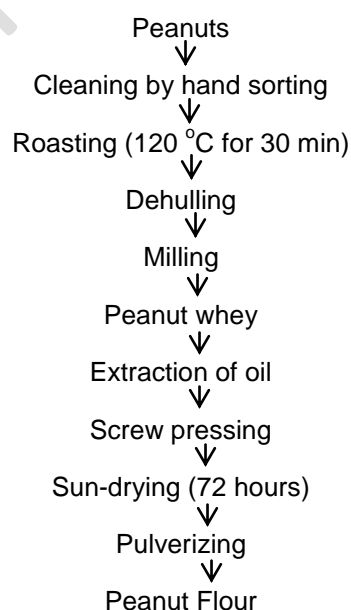 Peanuts
Cleaning by hand sorting
Roasting (120 °C for 30 min)
Dehulling
Milling
Peanut whey
Extraction of oil
Screw pressing
Sun-drying (72 hours)
Pulverizing
Peanut Flour